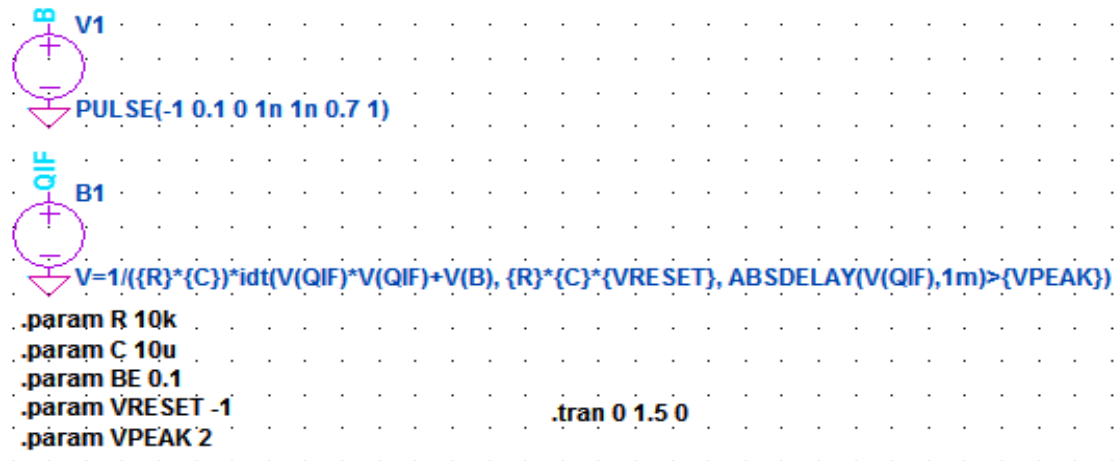 B
V1
PULSE(-1 0.1 0 1n 1n 0.7 1)
QIF
B1
V=1/({R}*{C})*idt(V(QIF)*V(QIF)+V(B), {R}*{C}*{VRESET}, ABSDELAY(V(QIF),1m)>{VPEAK})
.param R 10k
.param C 10u
.param BE 0.1
.param VRESET -1
.tran 0 1.5 0
.param VPEAK 2